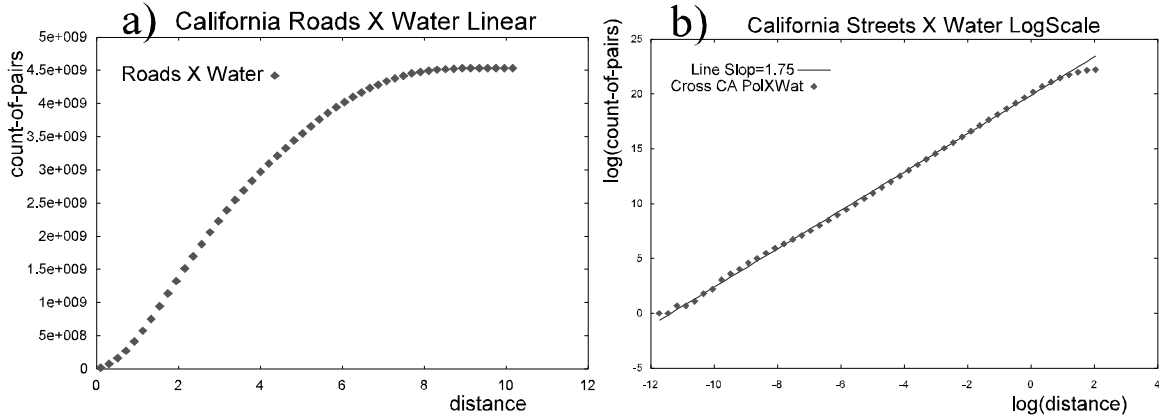 a) California Roads X Water Linear
5e+009
4.5e+009
4e+009
3.5e+009
3e+009
2.5e+009
2e+009
1.5e+009
1e+009
5e+008
0
count-of-pairs
Roads X Water
0 2 4 6 8 10 12
distance
b) California Streets X Water LogScale
25
20
15
10
5
0
-5
log(count-of-pairs)
Line Slop=1.75
Cross CA PolXWat
-12 -10 -8 -6 -4 -2 0 2 4
log(distance)